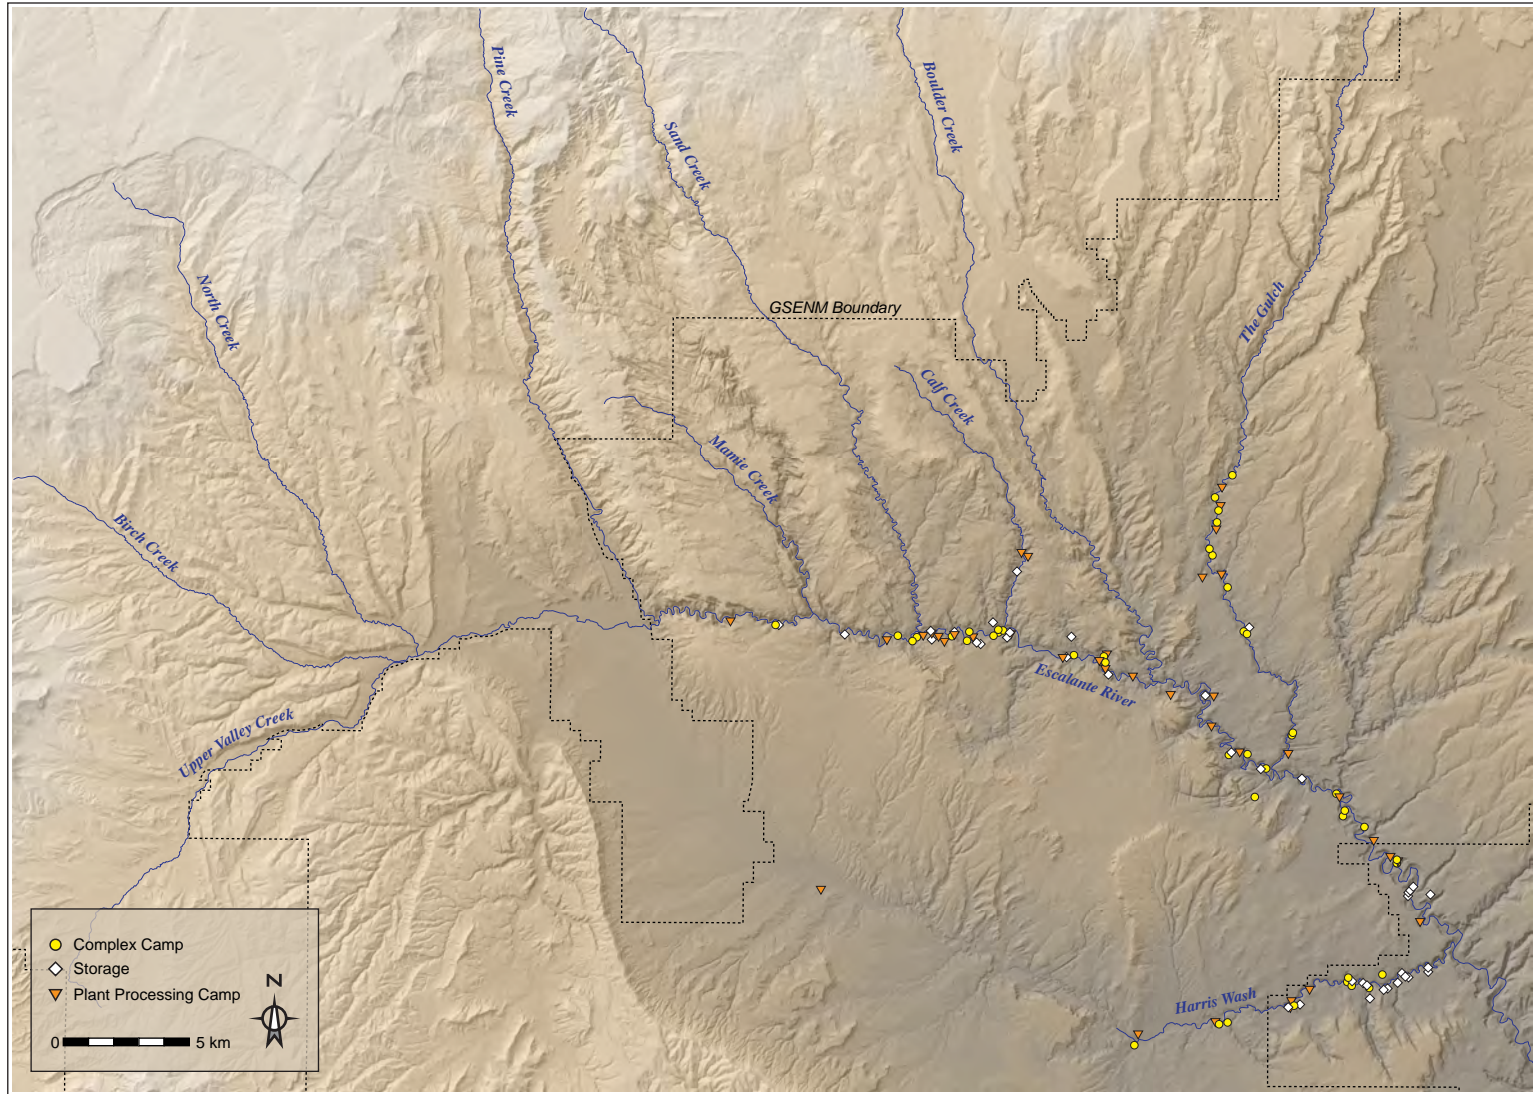 Pine Creek
Sand Creek
Boulder Creek
North Creek
The Gulch
GSENM Boundary
Calf Creek
Mamie Creek
Birch Creek
Escalante River
Upper Valley Creek
Harris Wash
Complex Camp
Storage
Plant Processing Camp
N
0 5 km